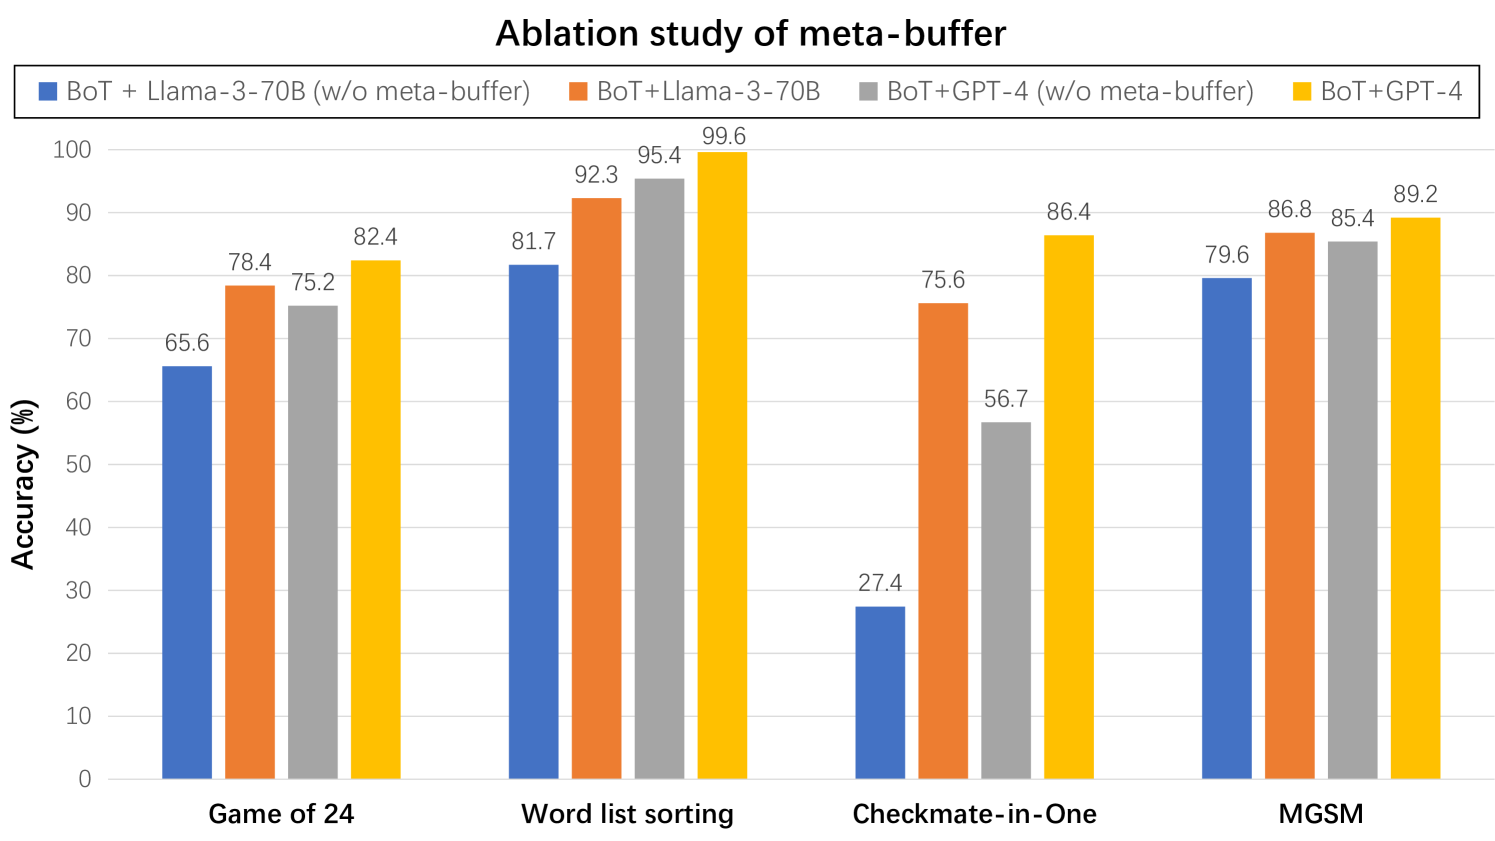 Ablation study of meta-buffer
BoT + Llama-3-70B (w/o meta-buffer) BoT+Llama-3-70B BoT+GPT-4 (w/o meta-buffer) BoT+GPT-4
Accuracy (%)
100
90
80
70
60
50
40
30
20
10
0
65.6 78.4 75.2 82.4
81.7 92.3 95.4 99.6
27.4 75.6 56.7 86.4
79.6 86.8 85.4 89.2
Game of 24 Word list sorting Checkmate-in-One MGSM